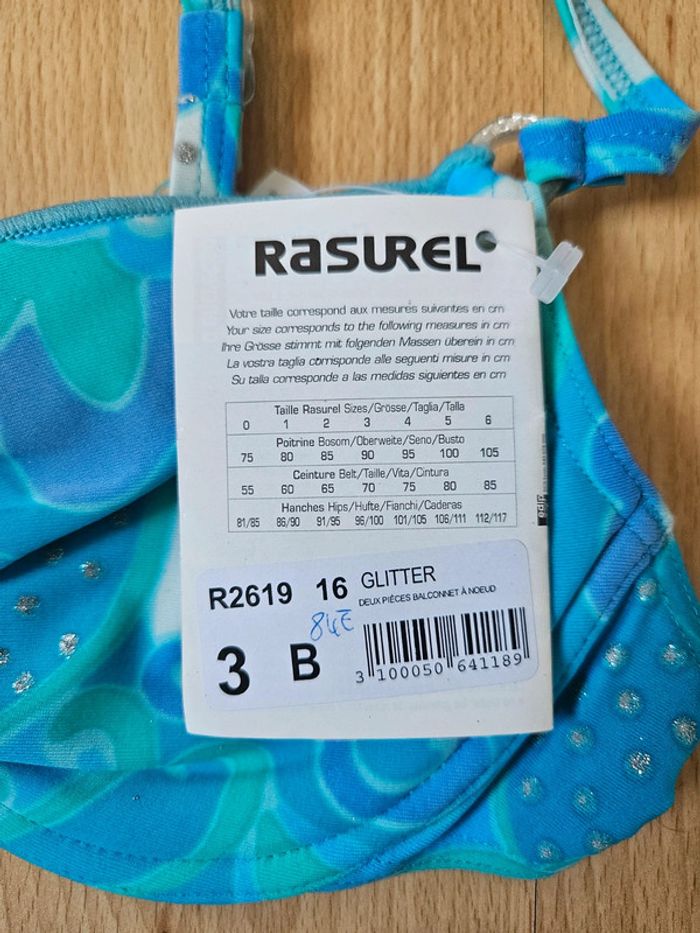 RASUREL
Votre taille correspond aux mesures suivantes en cm
Your size corresponds to the following measures in cm
Ihre Grösse stimmt mit folgenden Massen überein in cm
La vostra taglia corrisponde alle seguenti misure in cm
Su talla corresponde a las medidas siguientes en cm
Taille Rasurel Sizes/Grösse/Taglia/Talla
0 1 2 3 4 5 6
Poitrine Bosom/Oberweite/Seno/Busto
75 80 85 90 95 100 105
Ceinture Belt/Taille/Vita/Cintura
55 60 65 70 75 80 85
Hanches Hips/Hufte/Fianchi/Caderas
81/85 86/90 91/95 96/100 101/105 106/111 112/117
R2619 16 GLITTER
DEUX PIÈCES BALCONNET À NOEUD
84E
3 B
3 100050 641189